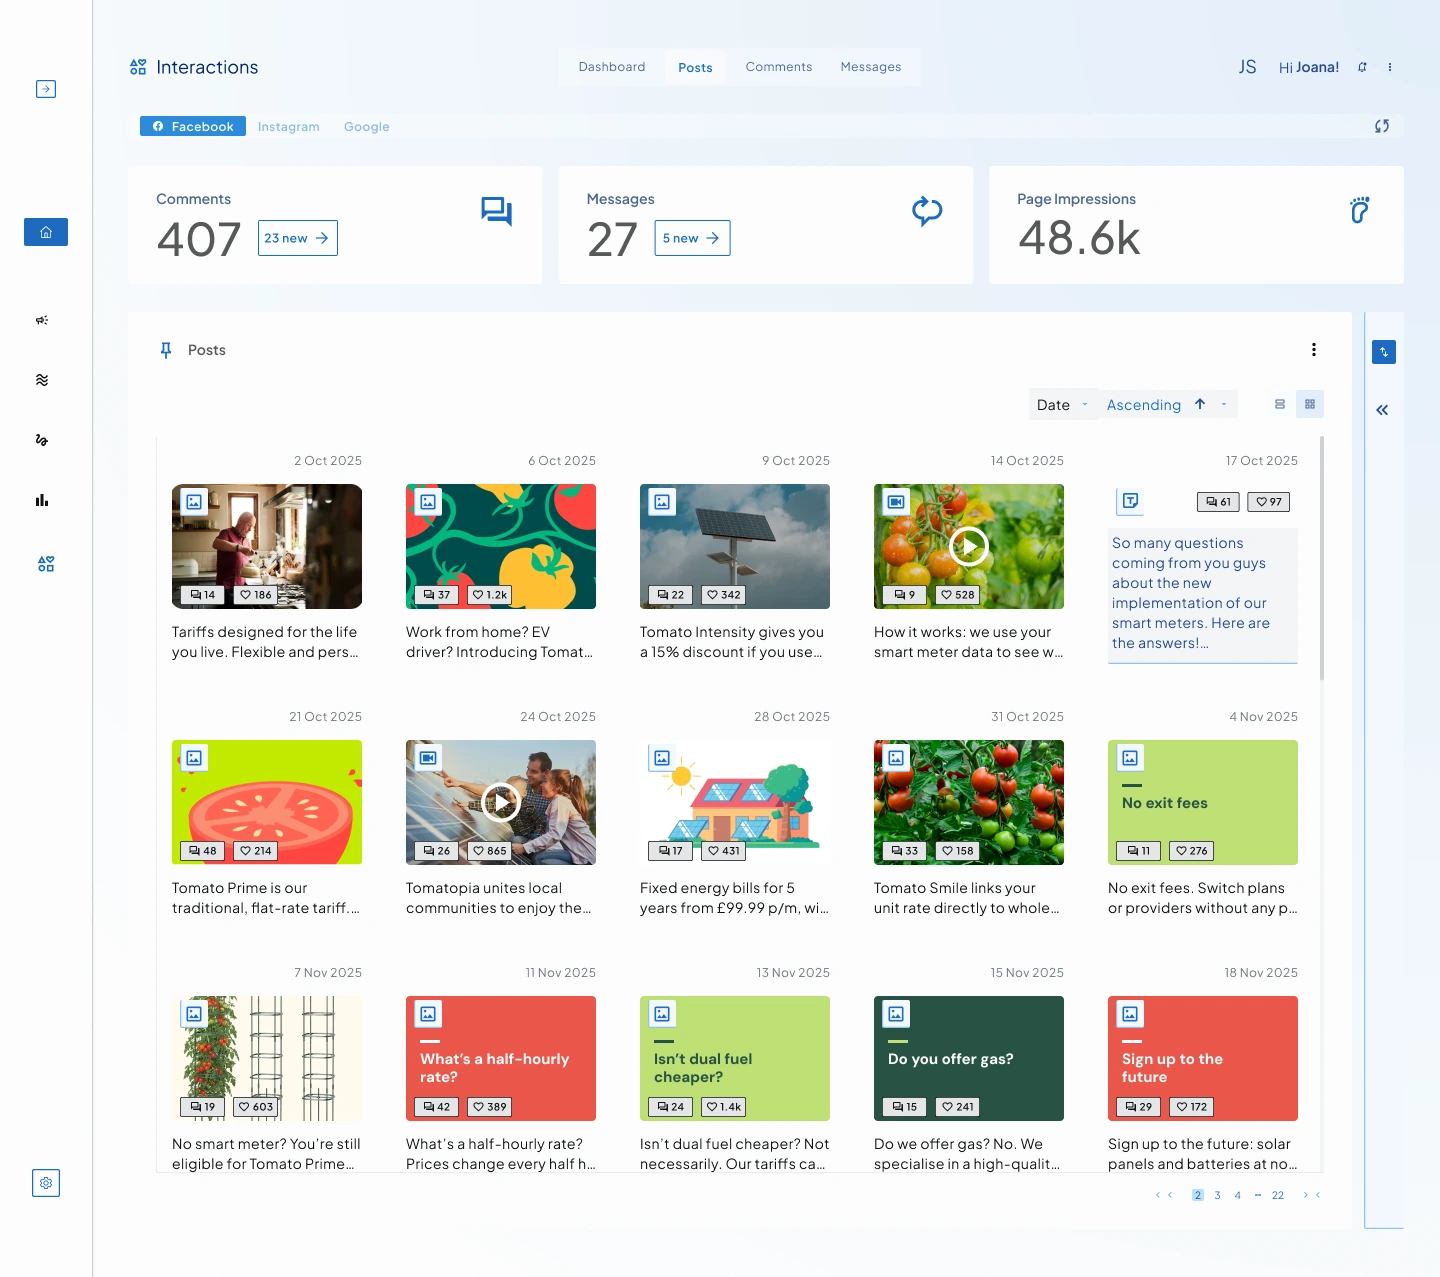 Interactions
Dashboard Posts Comments Messages
JS Hi Joana!
Facebook Instagram Google
Comments
407 23 new
Messages
27 5 new
Page Impressions
48.6k
Posts
Date Ascending
2 Oct 2025
14 186
Tariffs designed for the life
you live. Flexible and pers...
6 Oct 2025
37 1.2k
Work from home? EV
driver? Introducing Tomat...
9 Oct 2025
22 342
Tomato Intensity gives you
a 15% discount if you use...
14 Oct 2025
9 528
How it works: we use your
smart meter data to see w...
17 Oct 2025
61 97
So many questions
coming from you guys
about the new
implementation of our
smart meters. Here are
the answers!...
21 Oct 2025
48 214
Tomato Prime is our
traditional, flat-rate tariff....
24 Oct 2025
26 865
Tomatopia unites local
communities to enjoy the...
28 Oct 2025
17 431
Fixed energy bills for 5
years from £99.99 p/m, wi...
31 Oct 2025
33 158
Tomato Smile links your
unit rate directly to whole...
4 Nov 2025
No exit fees
11 276
No exit fees. Switch plans
or providers without any p...
7 Nov 2025
19 603
No smart meter? You're still
eligible for Tomato Prime...
11 Nov 2025
What's a half-hourly
rate?
42 389
What's a half-hourly rate?
Prices change every half h...
13 Nov 2025
Isn't dual fuel
cheaper?
24 1.4k
Isn't dual fuel cheaper? Not
necessarily. Our tariffs ca...
15 Nov 2025
Do you offer gas?
15 241
Do we offer gas? No. We
specialise in a high-qualit...
18 Nov 2025
Sign up to the
future
29 172
Sign up to the future: solar
panels and batteries at no...
2 3 4 ... 22